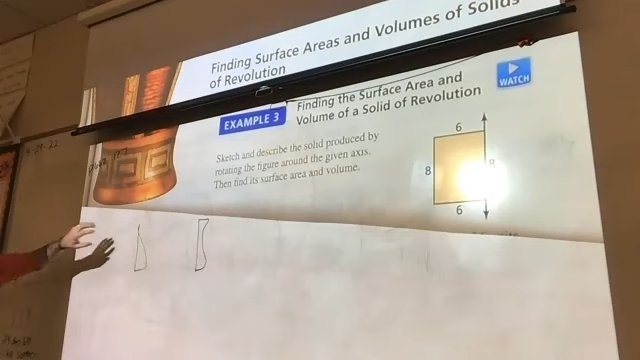 Finding Surface Areas and Volumes of Solids
of Revolution
EXAMPLE 3
Finding the Surface Area and
Volume of a Solid of Revolution
WATCH
Sketch and describe the solid produced by
rotating the figure around the given axis.
Then find its surface area and volume.
6
8
8
6